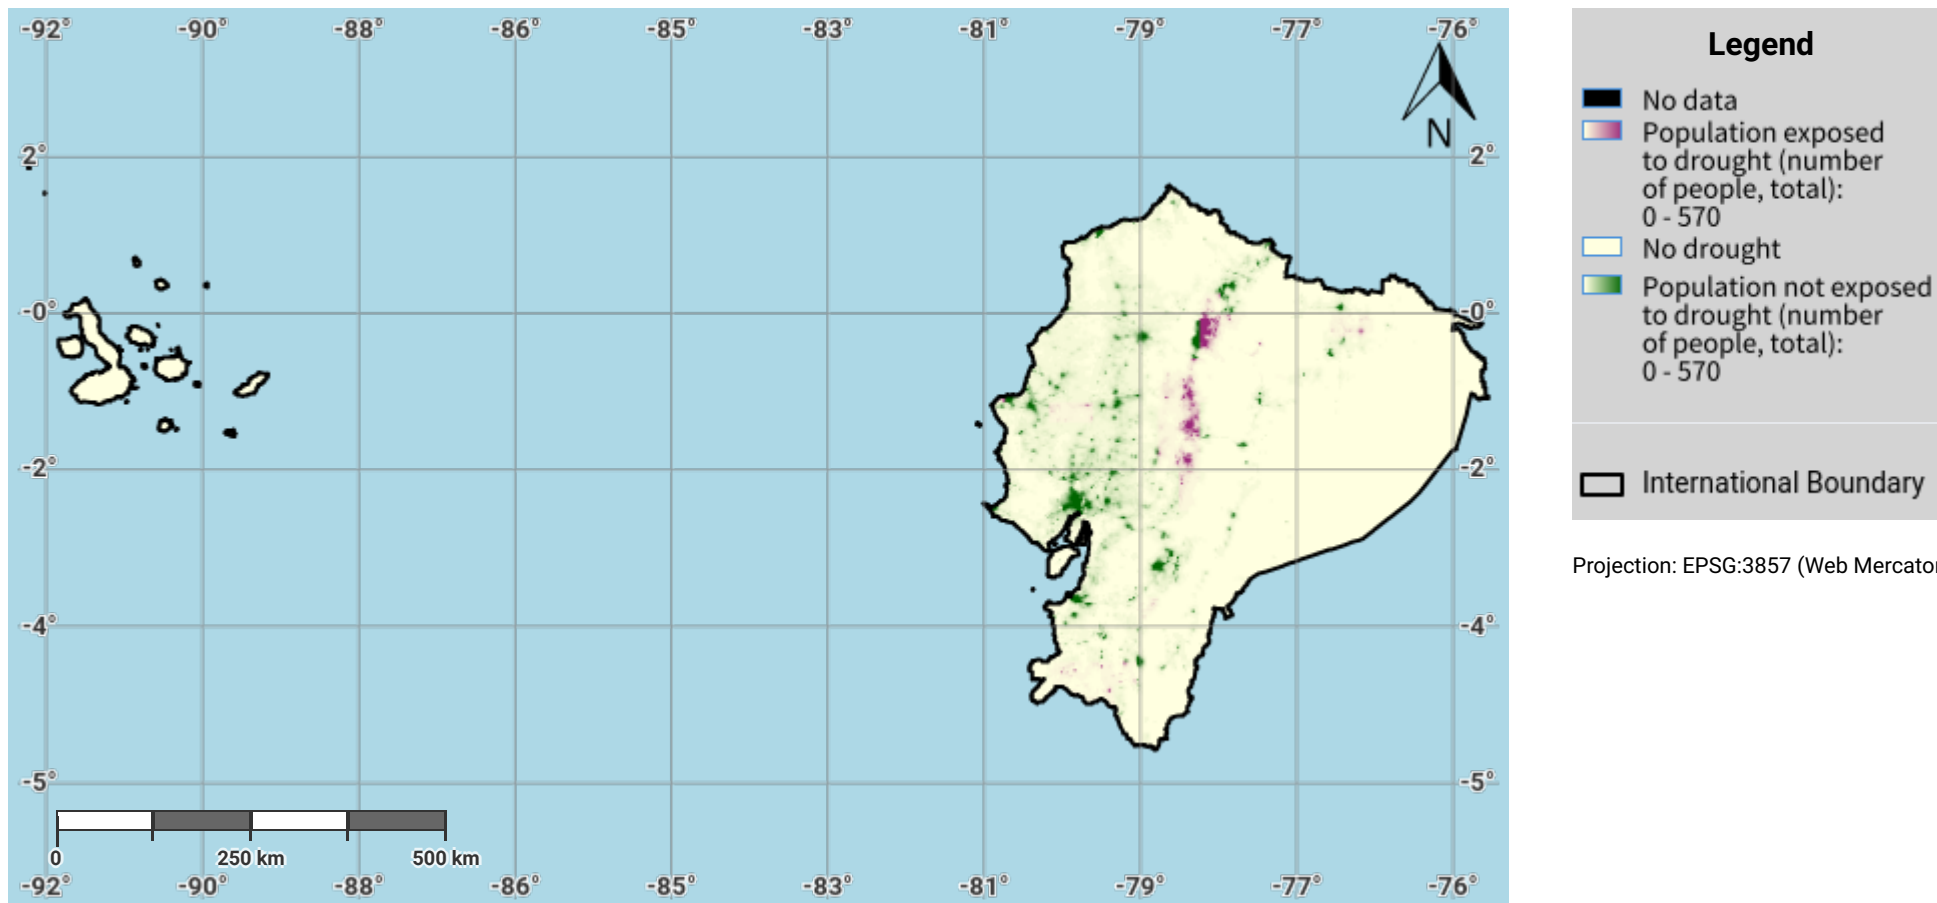 -92° -90° -88° -86° -85° -83° -81° -79° -77° -76°
N
2° 2°
-0° -0°
-2° -2°
-4° -4°
-5° -5°
0 250 km 500 km
-92° -90° -88° -86° -85° -83° -81° -79° -77° -76°
Legend
No data
Population exposed
to drought (number
of people, total):
0 - 570
No drought
Population not exposed
to drought (number
of people, total):
0 - 570
International Boundary
Projection: EPSG:3857 (Web Mercator